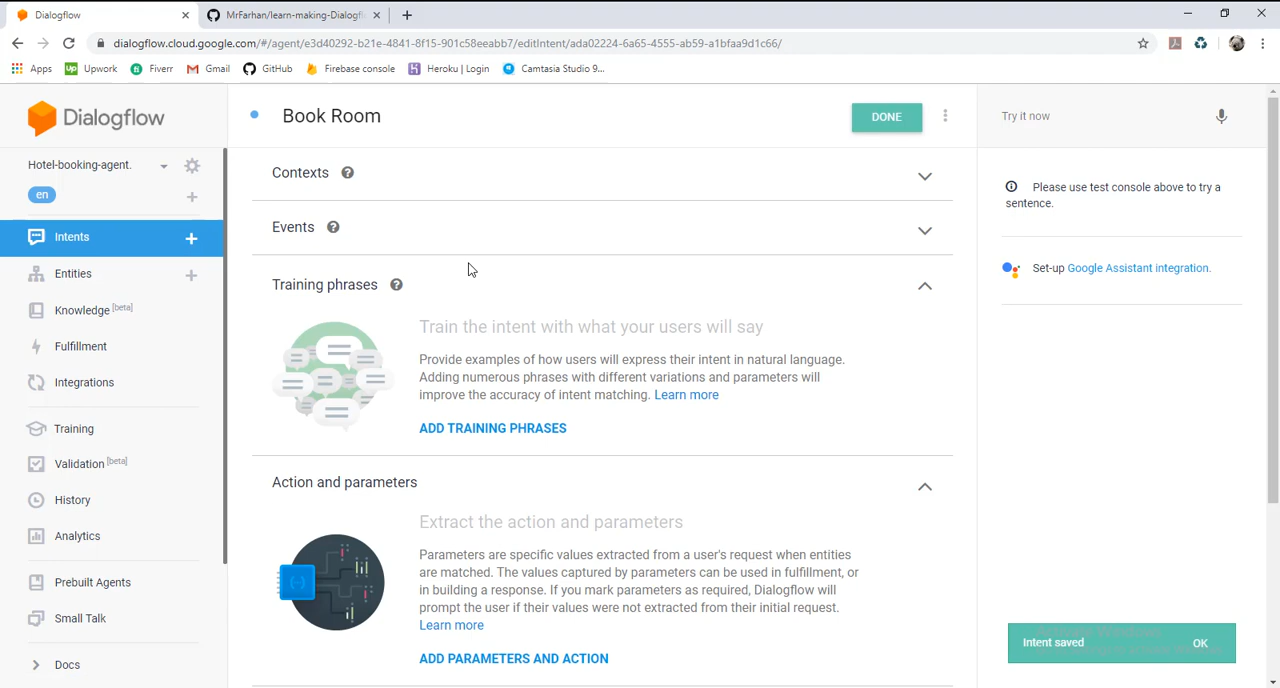 Dialogflow
MrFarhan/learn-making-Dialogfl
dialogflow.cloud.google.com/#/agent/e3d40292-b21e-4841-8f15-901c58eeabb7/editIntent/ada02224-6a65-4555-ab59-a1bfaa9d1c66/
Apps
Upwork
Fiverr
Gmail
GitHub
Firebase console
Heroku | Login
Camtasia Studio 9...
Dialogflow
Book Room
DONE
Try it now
Hotel-booking-agent.
en
Intents
Entities
Knowledge [beta]
Fulfillment
Integrations
Training
Validation [beta]
History
Analytics
Prebuilt Agents
Small Talk
Docs
Contexts
Events
Training phrases
Train the intent with what your users will say
Provide examples of how users will express their intent in natural language.
Adding numerous phrases with different variations and parameters will
improve the accuracy of intent matching. Learn more
ADD TRAINING PHRASES
Action and parameters
Extract the action and parameters
Parameters are specific values extracted from a user's request when entities
are matched. The values captured by parameters can be used in fulfillment, or
in building a response. If you mark parameters as required, Dialogflow will
prompt the user if their values were not extracted from their initial request.
Learn more
ADD PARAMETERS AND ACTION
Please use test console above to try a
sentence.
Set-up Google Assistant integration.
Activate Windows
Intent saved
OK